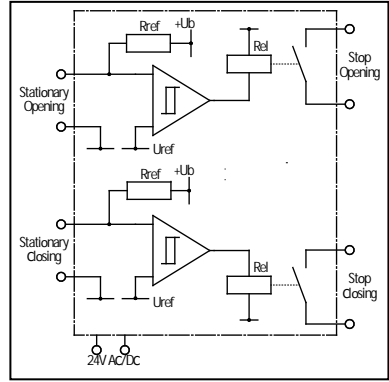 Rref
+Ub
Rel
Stop
Opening
Stationary
Opening
Uref
Rref
+Ub
Stationary
Closing
Rel
Uref
Stop
Closing
24V Ac/Dc